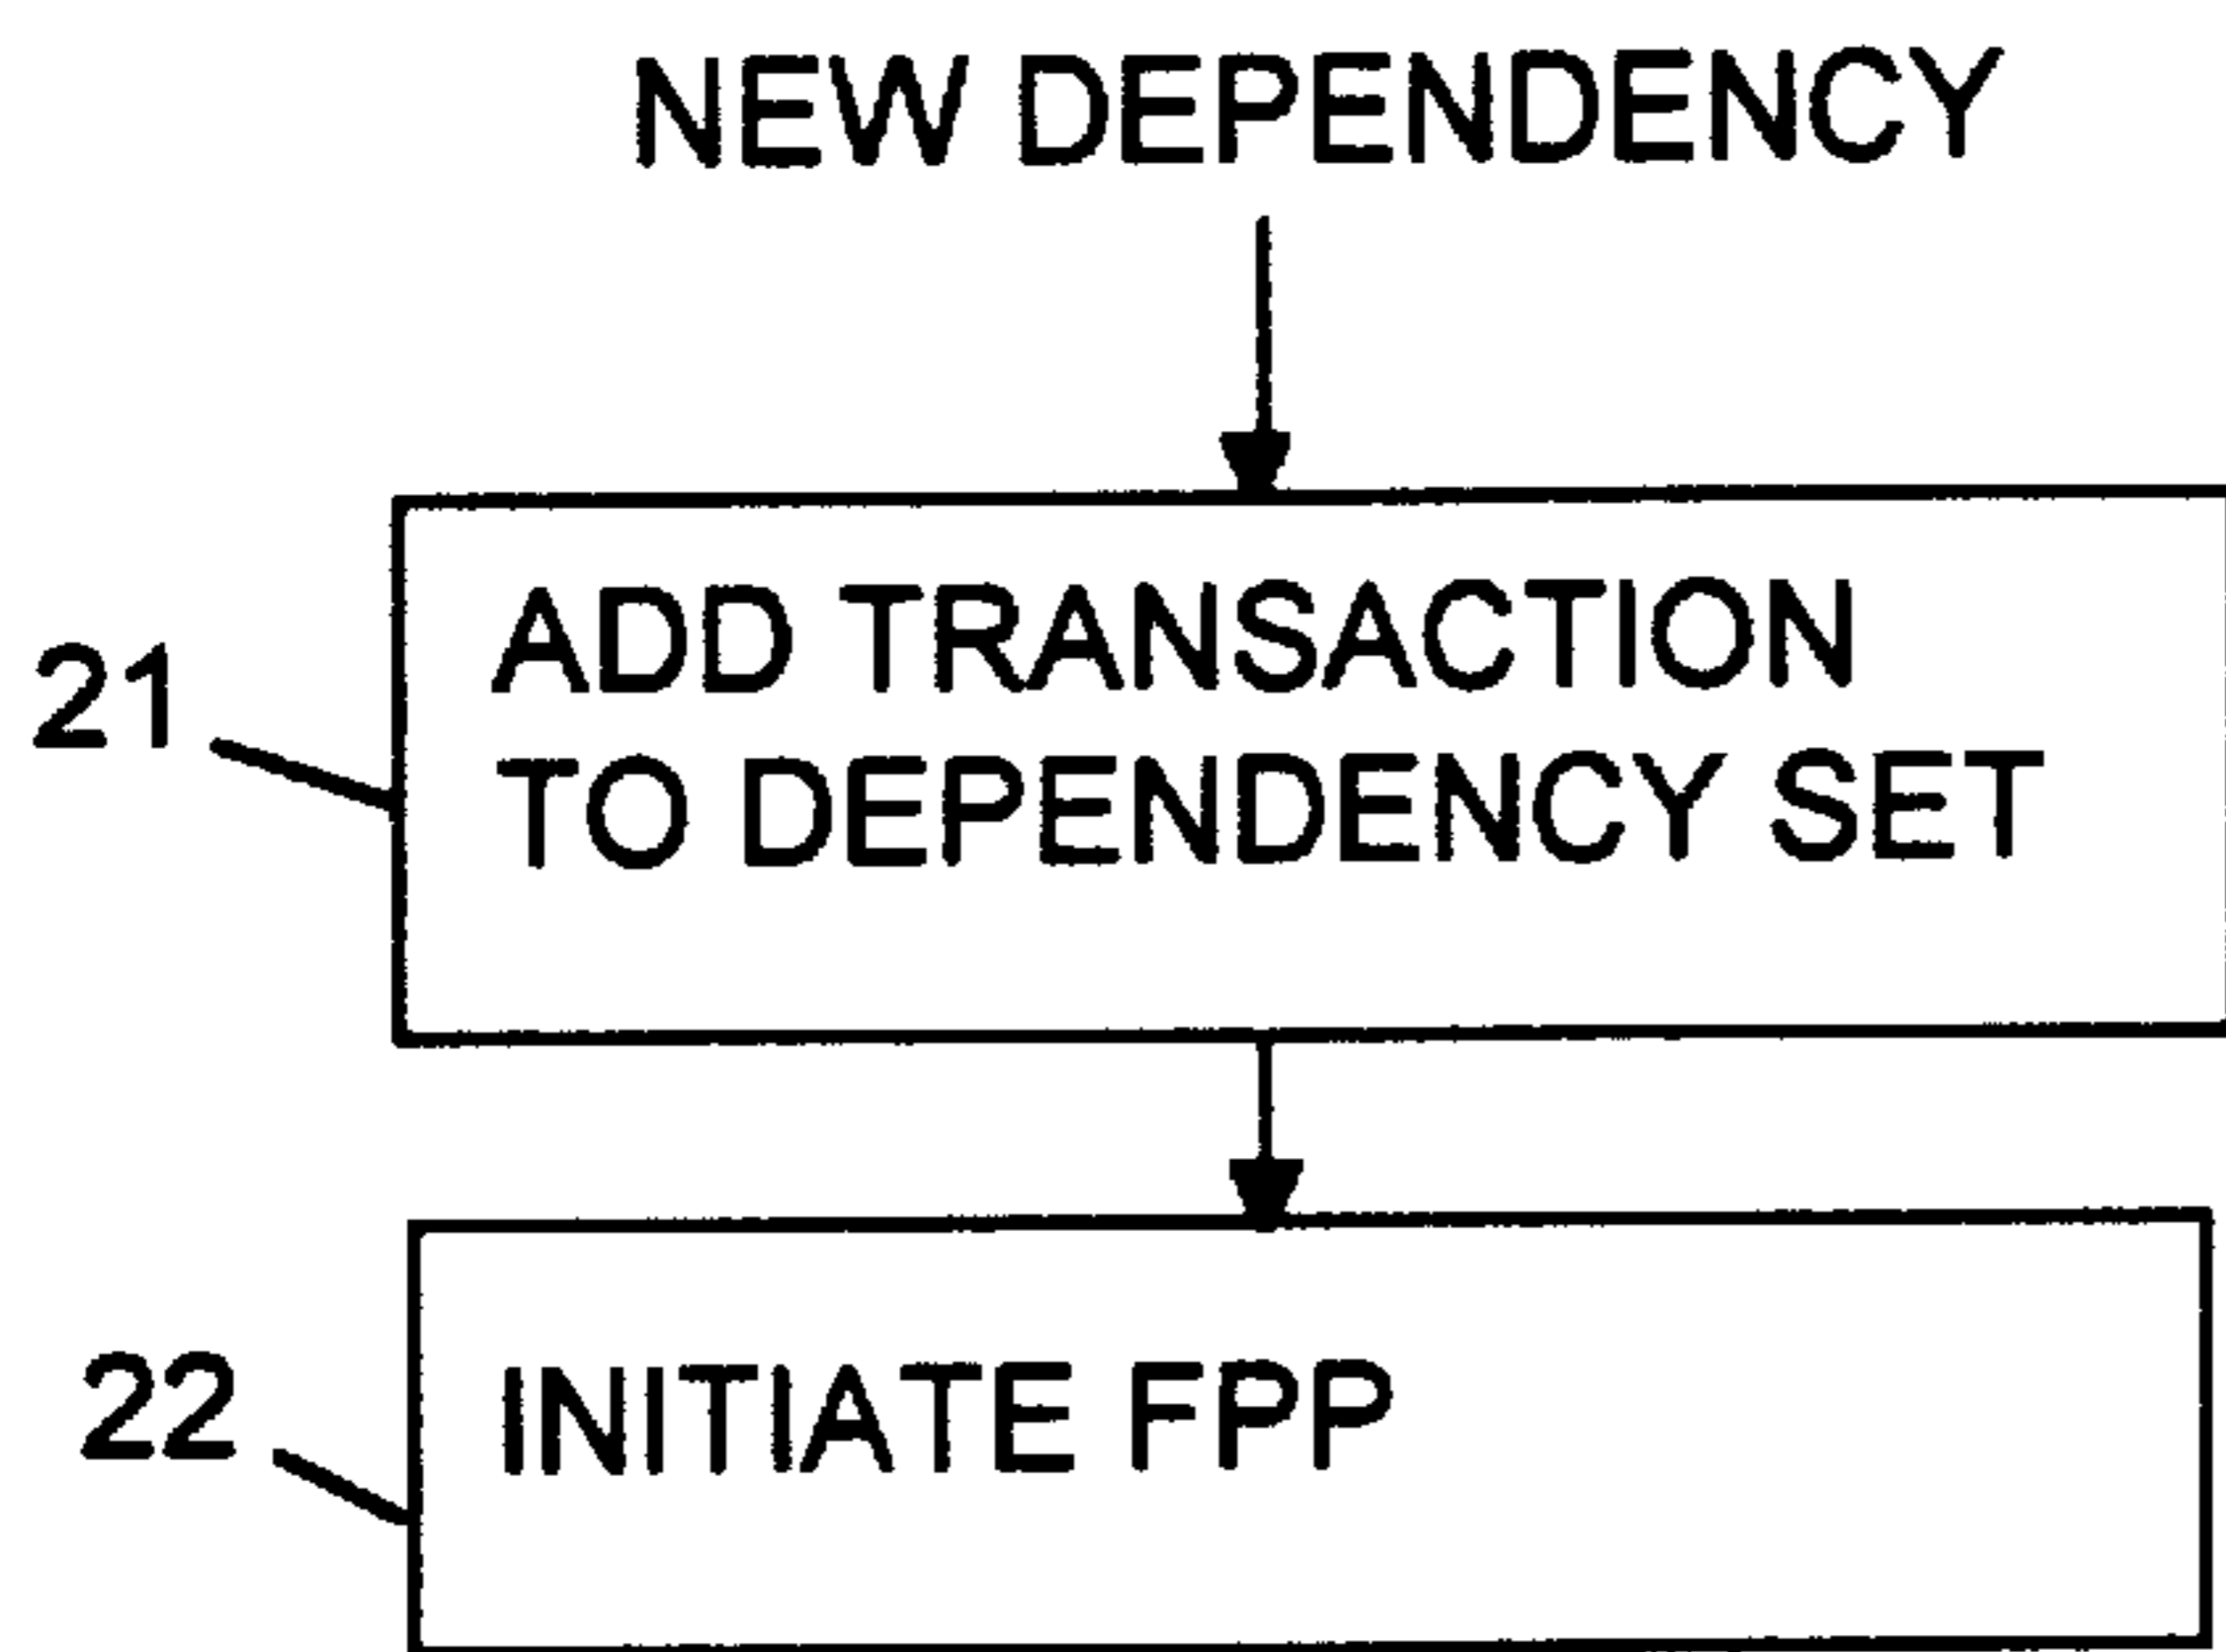 NEW DEPENDENCY
21
ADD TRANSACTION
TO DEPENDENCY SET
22
INITIATE FPP